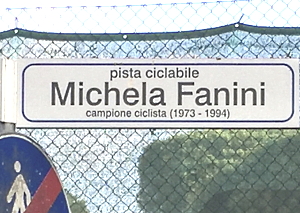 pista ciclabile
Michela Fanini
campione ciclista (1973 - 1994)